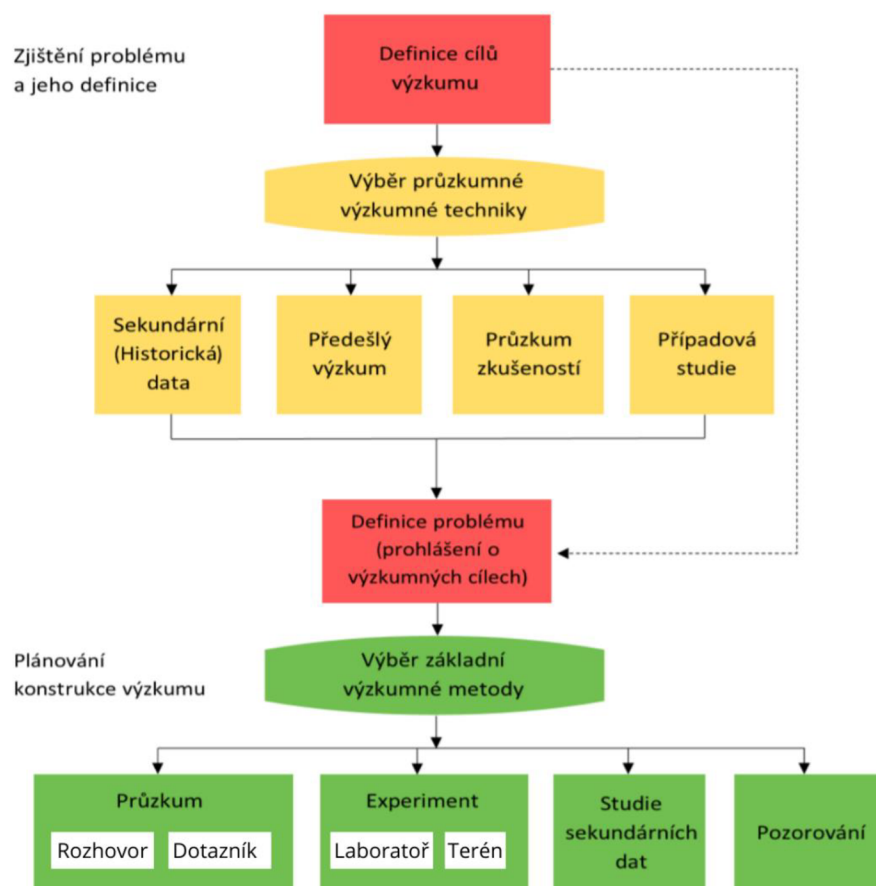 Zjištění problému
a jeho definice
Definice cílů
výzkumu
Výběr průzkumné
výzkumné techniky
Sekundární
(Historická)
data
Předešlý
výzkum
Průzkum
zkušeností
Případová
studie
Definice problému
(prohlášení o
výzkumných cílech)
Plánování
konstrukce výzkumu
Výběr základní
výzkumné metody
Průzkum
Rozhovor Dotazník
Experiment
Laboratoř Terén
Studie
sekundárních
dat
Pozorování